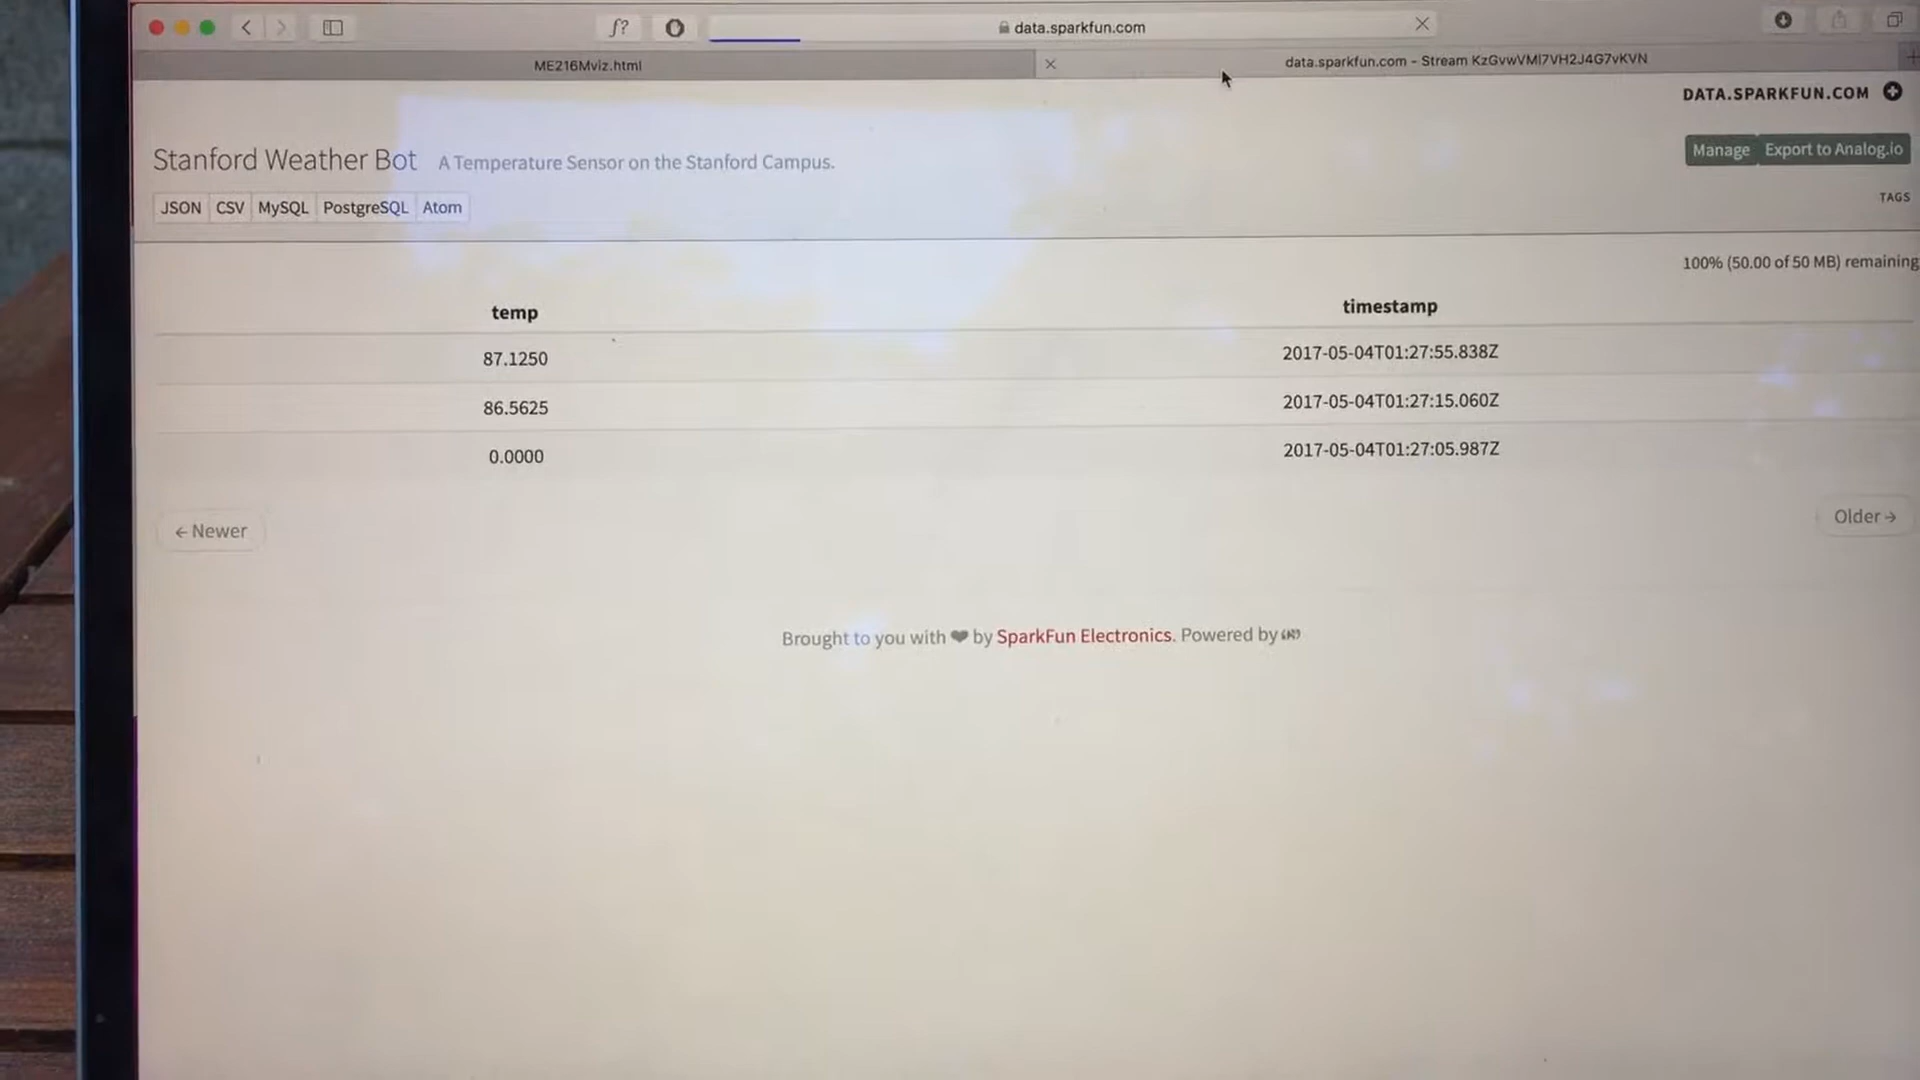 f?
data.sparkfun.com
ME216Mviz.html
data.sparkfun.com - Stream KzGvwVMl7VH2J4G7vKVN
DATA.SPARKFUN.COM
Stanford Weather Bot A Temperature Sensor on the Stanford Campus.
Manage Export to Analog.io
JSON CSV MySQL PostgreSQL Atom
TAGS
100% (50.00 of 50 MB) remaining
temp timestamp
87.1250 2017-05-04T01:27:55.838Z
86.5625 2017-05-04T01:27:15.060Z
0.0000 2017-05-04T01:27:05.987Z
← Newer Older →
Brought to you with ❤ by SparkFun Electronics. Powered by